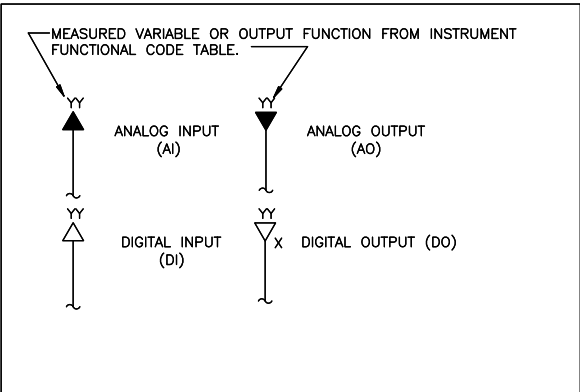 MEASURED VARIABLE OR OUTPUT FUNCTION FROM INSTRUMENT
FUNCTIONAL CODE TABLE.
YY
YY
ANALOG INPUT
(AI)
ANALOG OUTPUT
(AO)
YY
YY
DIGITAL INPUT
(DI)
X DIGITAL OUTPUT (DO)